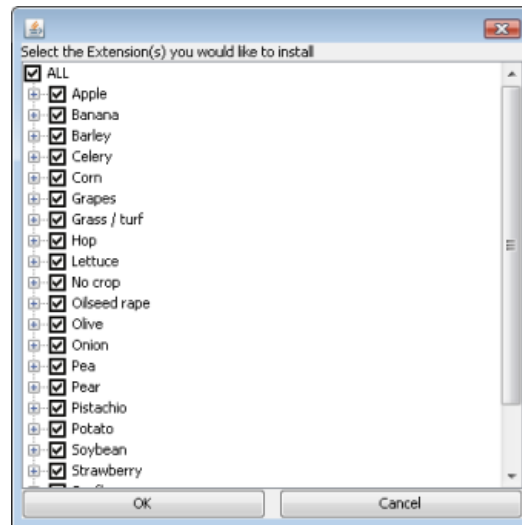 Select the Extension(s) you would like to install
ALL
Apple
Banana
Barley
Celery
Corn
Grapes
Grass / turf
Hop
Lettuce
No crop
Oilseed rape
Olive
Onion
Pea
Pear
Pistachio
Potato
Soybean
Strawberry
OK
Cancel